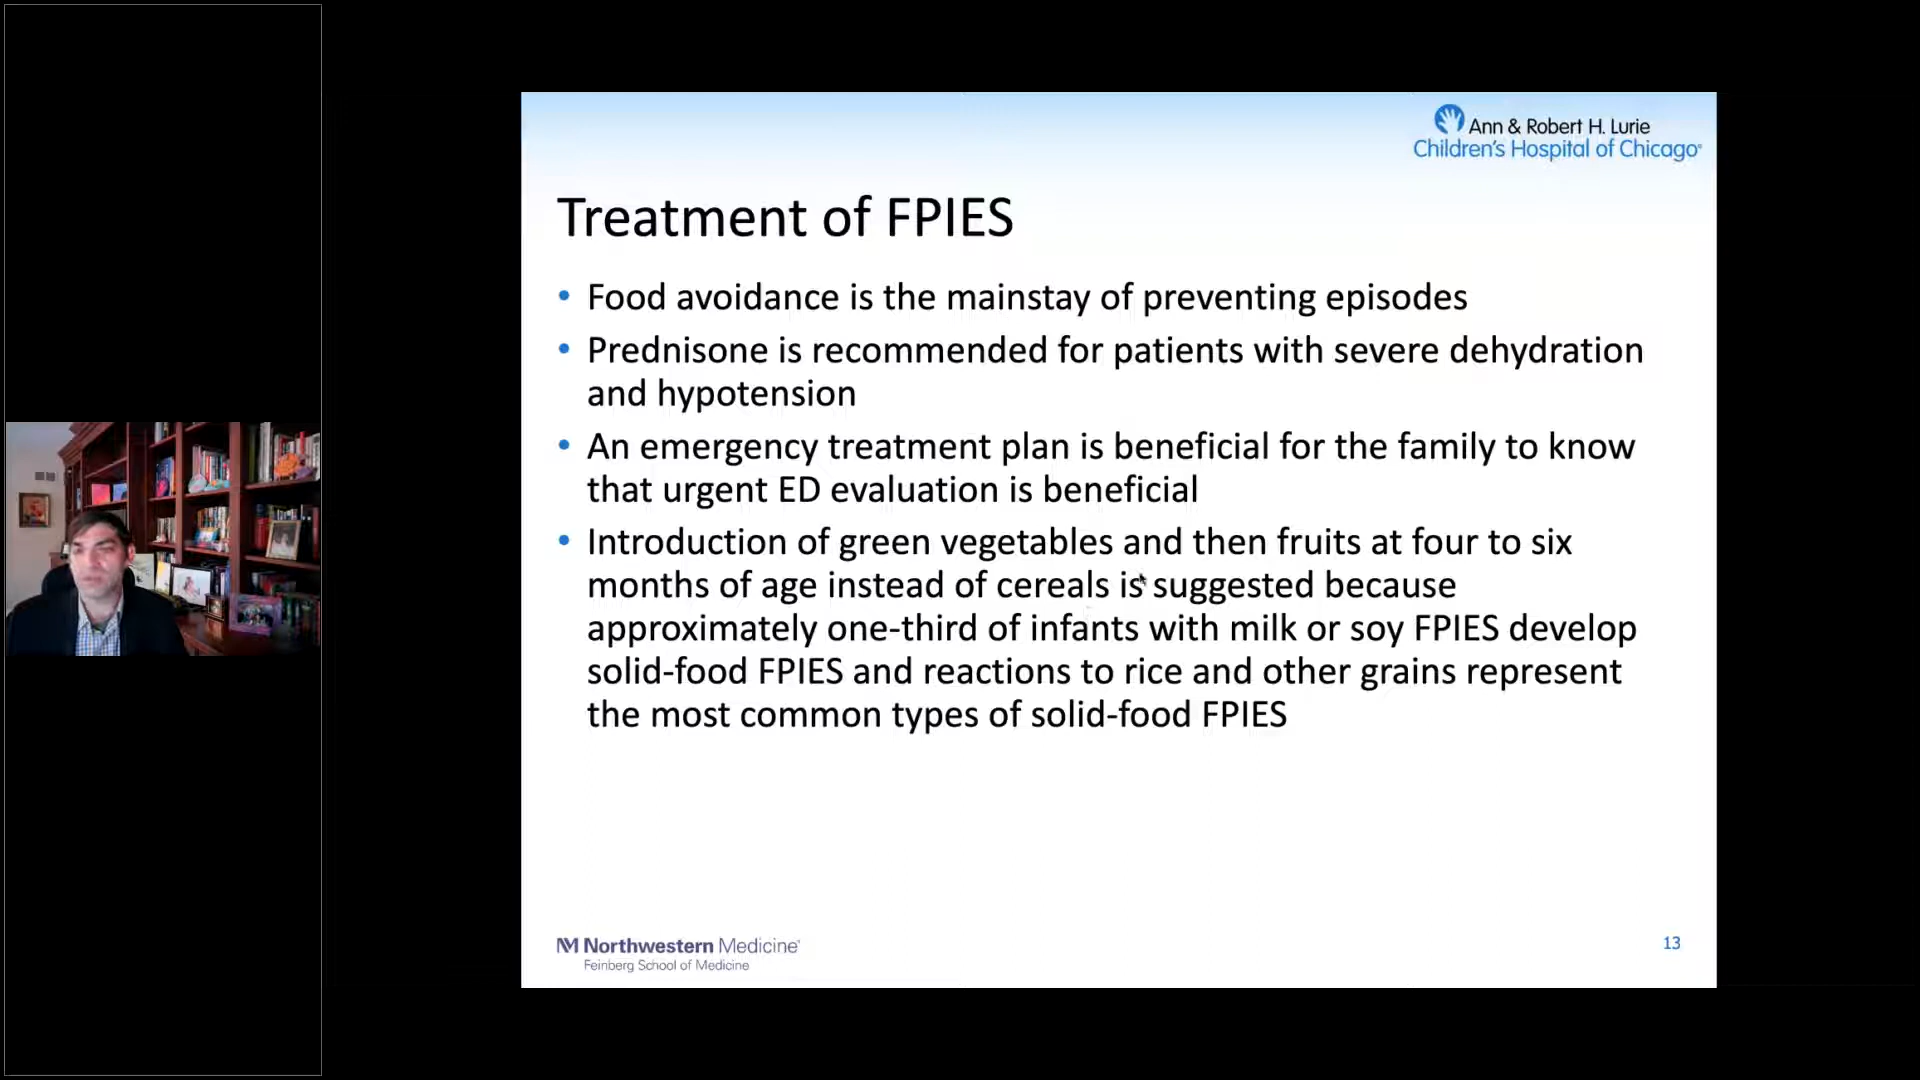 Ann & Robert H. Lurie
Children's Hospital of Chicago®
Treatment of FPIES
• Food avoidance is the mainstay of preventing episodes
• Prednisone is recommended for patients with severe dehydration
and hypotension
• An emergency treatment plan is beneficial for the family to know
that urgent ED evaluation is beneficial
• Introduction of green vegetables and then fruits at four to six
months of age instead of cereals is suggested because
approximately one-third of infants with milk or soy FPIES develop
solid-food FPIES and reactions to rice and other grains represent
the most common types of solid-food FPIES
Northwestern Medicine®
Feinberg School of Medicine
13